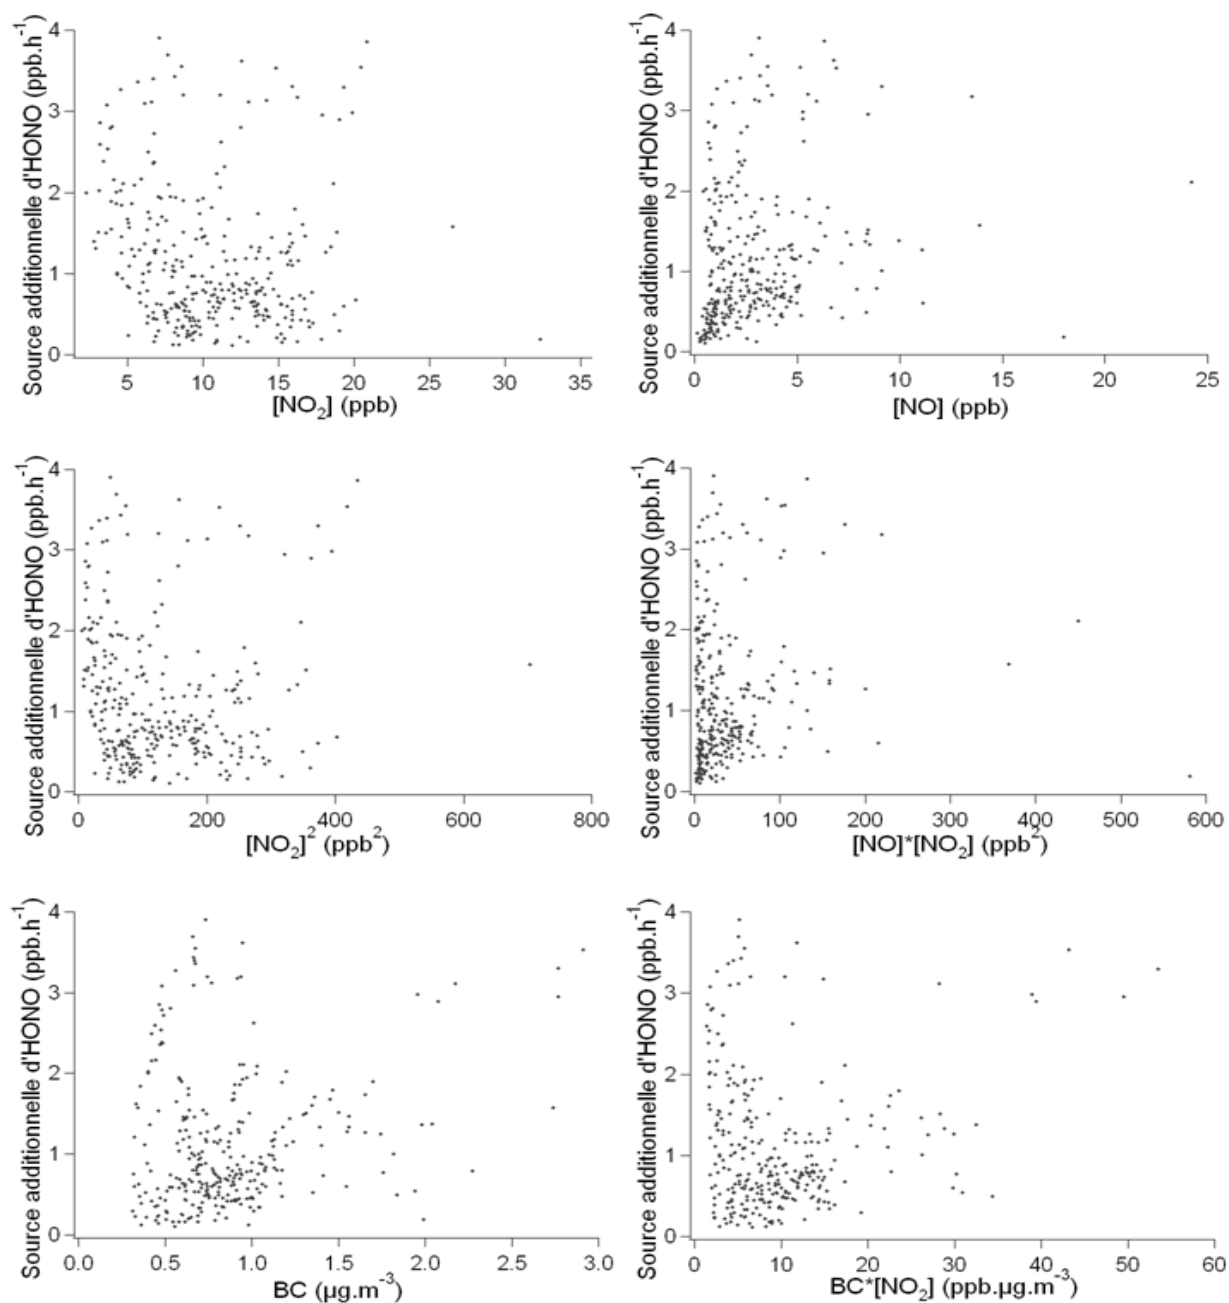 Source additionnelle d'HONO (ppb.h⁻¹)
4
3
2
1
0
5 10 15 20 25 30 35
[NO₂] (ppb)
Source additionnelle d'HONO (ppb.h⁻¹)
4
3
2
1
0
0 5 10 15 20 25
[NO] (ppb)
Source additionnelle d'HONO (ppb.h⁻¹)
4
3
2
1
0
0 200 400 600 800
[NO₂]² (ppb²)
Source additionnelle d'HONO (ppb.h⁻¹)
4
3
2
1
0
0 100 200 300 400 500 600
[NO]*[NO₂] (ppb²)
Source additionnelle d'HONO (ppb.h⁻¹)
4
3
2
1
0
0.0 0.5 1.0 1.5 2.0 2.5 3.0
BC (µg.m⁻³)
Source additionnelle d'HONO (ppb.h⁻¹)
4
3
2
1
0
0 10 20 30 40 50 60
BC*[NO₂] (ppb.µg.m⁻³)